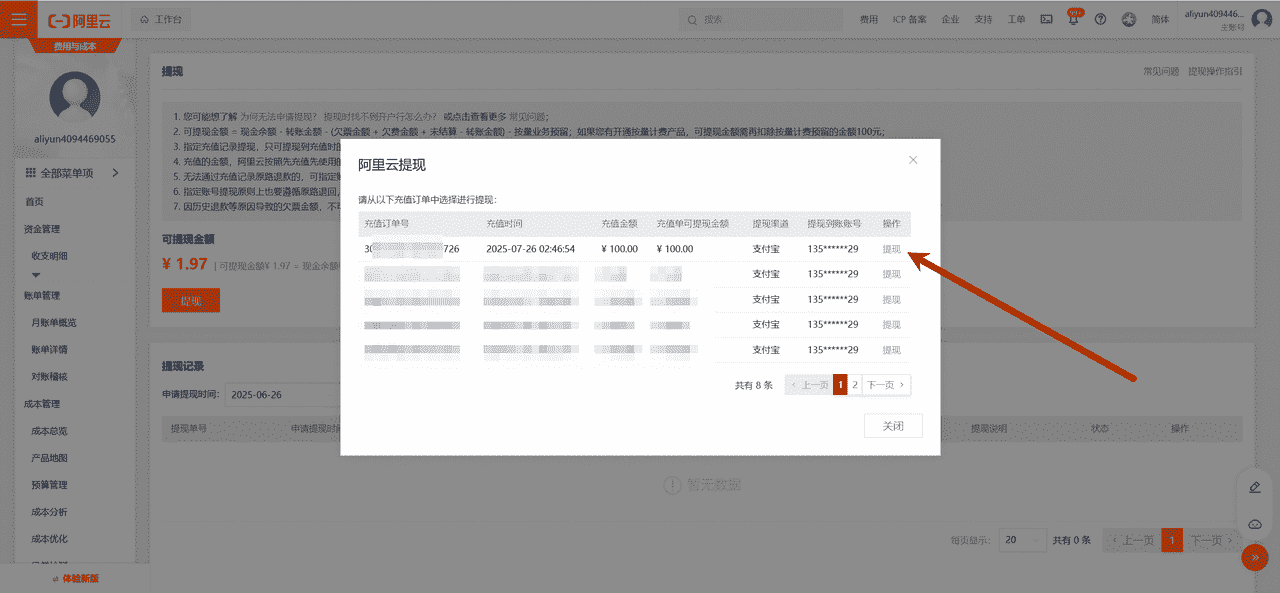 阿里云 工作台 搜索... 费用 ICP 备案 企业 支持 工单 99+ 简体 aliyun409446...
主账号
费用与成本
aliyun4094469055
全部菜单项
首页
资金管理
收支明细
账单管理
月账单概览
账单详情
对账稽核
成本管理
成本总览
产品地图
预算管理
成本分析
成本优化
体验新版
提现 常见问题 提现操作指引
1. 您可能想了解 为何无法申请提现? 提现时找不到开户行怎么办? 或点击查看更多 常见问题;
2. 可提现金额 = 现金余额 - 转账金额 - (欠票金额 + 欠费金额 + 未结算 - 转账金额) - 按量业务预留; 如果您有开通按量计费产品, 可提现金额需再扣除按量计费预留的金额100元;
3. 指定充值记录提现, 只可提现到充值时的
4. 充值的金额, 阿里云按照先充值先使用
5. 无法通过充值记录原路退款的, 可指定
6. 指定账号提现原则上也要遵循原路退回,
7. 因历史退款等原因导致的欠票金额,
可提现金额
¥ 1.97 | 可提现金额¥ 1.97 = 现金余额
提现
提现记录
申请提现时间: 2025-06-26
提现单号 申请提现时间 提现说明 状态 操作
暂无数据
每页显示: 20 共有 0 条 上一页 1 下一页
阿里云提现
请从以下充值订单中选择进行提现:
充值订单号 充值时间 充值金额 充值单可提现金额 提现渠道 提现到账账号 操作
30 726 2025-07-26 02:46:54 ¥ 100.00 ¥ 100.00 支付宝 135******29 提现
支付宝 135******29 提现
支付宝 135******29 提现
支付宝 135******29 提现
支付宝 135******29 提现
共有 8 条 上一页 1 2 下一页
关闭